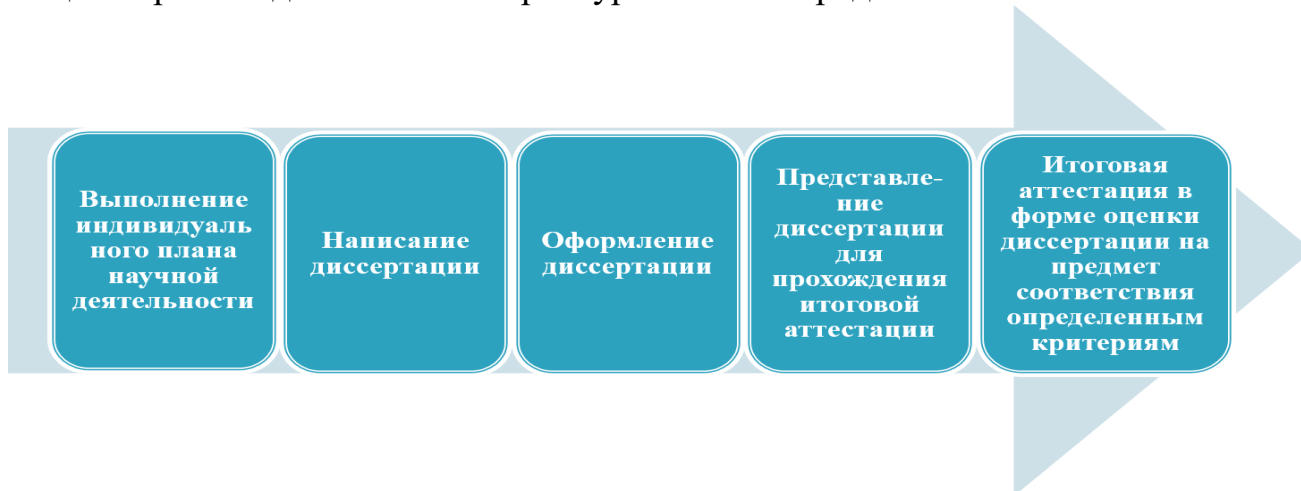 Выполнение
индивидуаль
ного плана
научной
деятельности
Написание
диссертации
Оформление
диссертации
Представле-
ние
диссертации
для
прохождения
итоговой
аттестации
Итоговая
аттестация в
форме оценки
диссертации на
предмет
соответствия
определенным
критериям